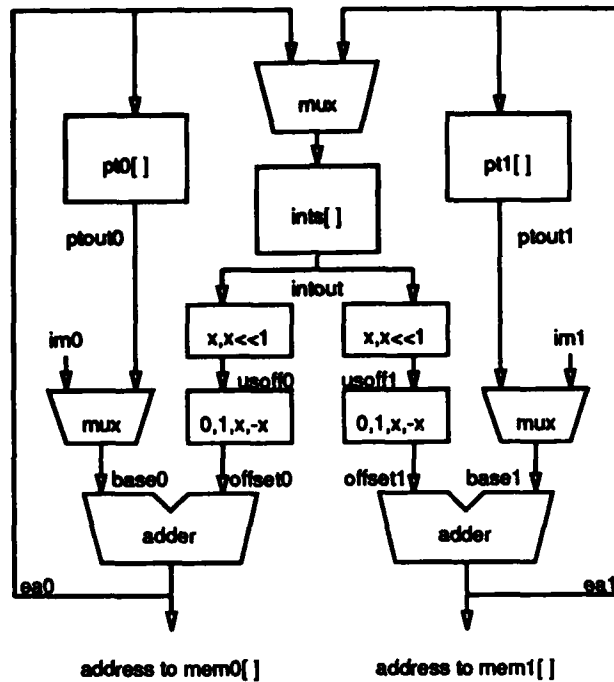 mux
pt0[ ]
pt1[ ]
ints[ ]
ptout0
ptout1
intout
x,x<<1
x,x<<1
im0
im1
usoff0
usoff1
mux
0,1,x,-x
0,1,x,-x
mux
base0
offset0
offset1
base1
adder
adder
ea0
ea1
address to mem0[ ]
address to mem1[ ]